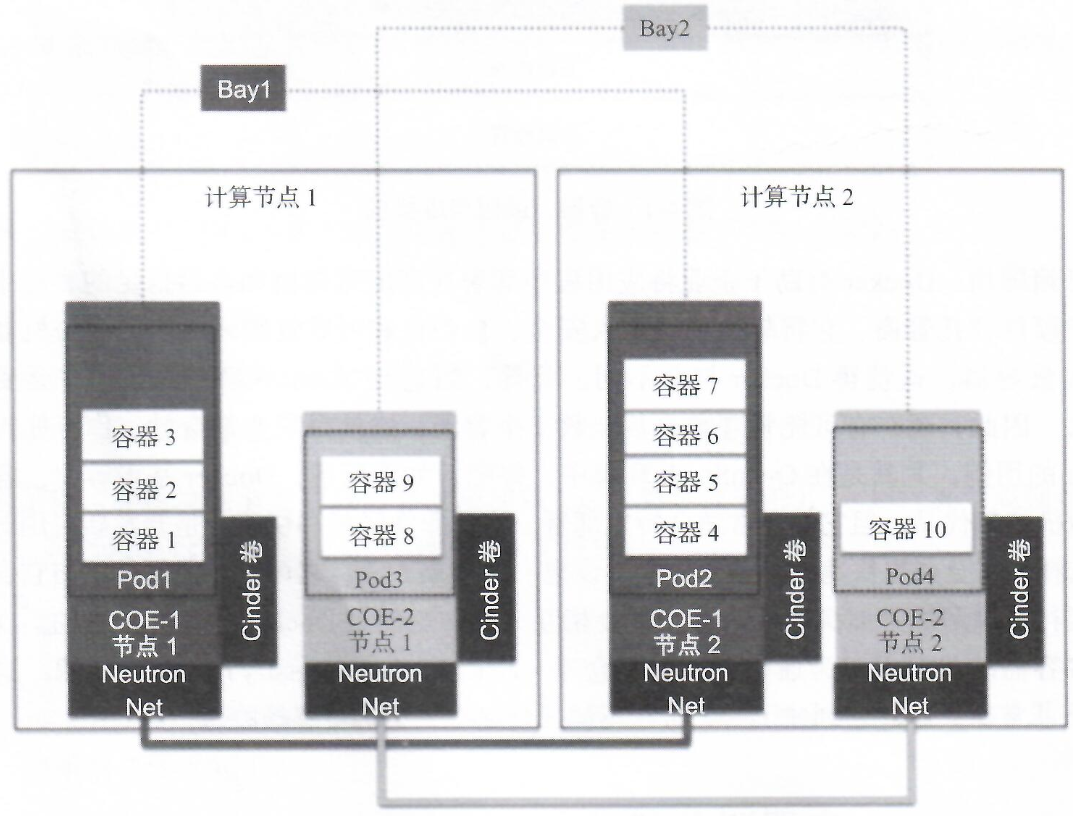 Bay2
Bay1
计算节点 1
计算节点 2
容器 3
容器 2
容器 1
Pod1
COE-1
节点 1
Neutron
Net
Cinder 卷
容器 9
容器 8
Pod3
COE-2
节点 1
Neutron
Net
Cinder 卷
容器 7
容器 6
容器 5
容器 4
Pod2
COE-1
节点 2
Neutron
Net
Cinder 卷
容器 10
Pod4
COE-2
节点 2
Neutron
Net
Cinder 卷